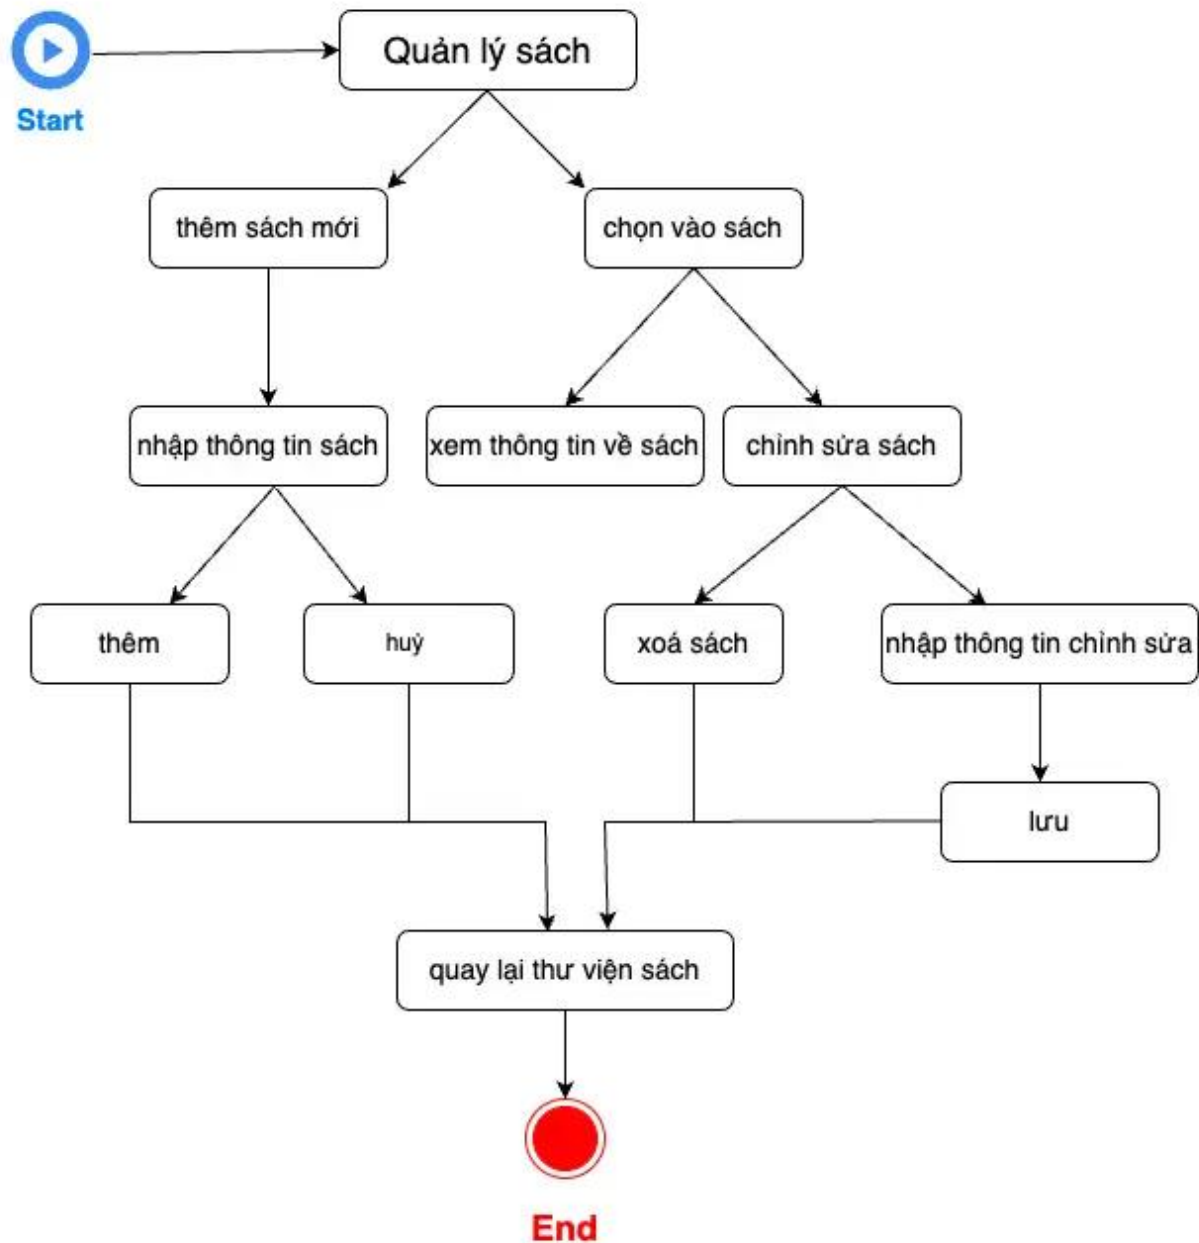 Quản lý sách
Start
thêm sách mới
chọn vào sách
nhập thông tin sách
xem thông tin về sách
chỉnh sửa sách
thêm
huỷ
xoá sách
nhập thông tin chỉnh sửa
lưu
quay lại thư viện sách
End